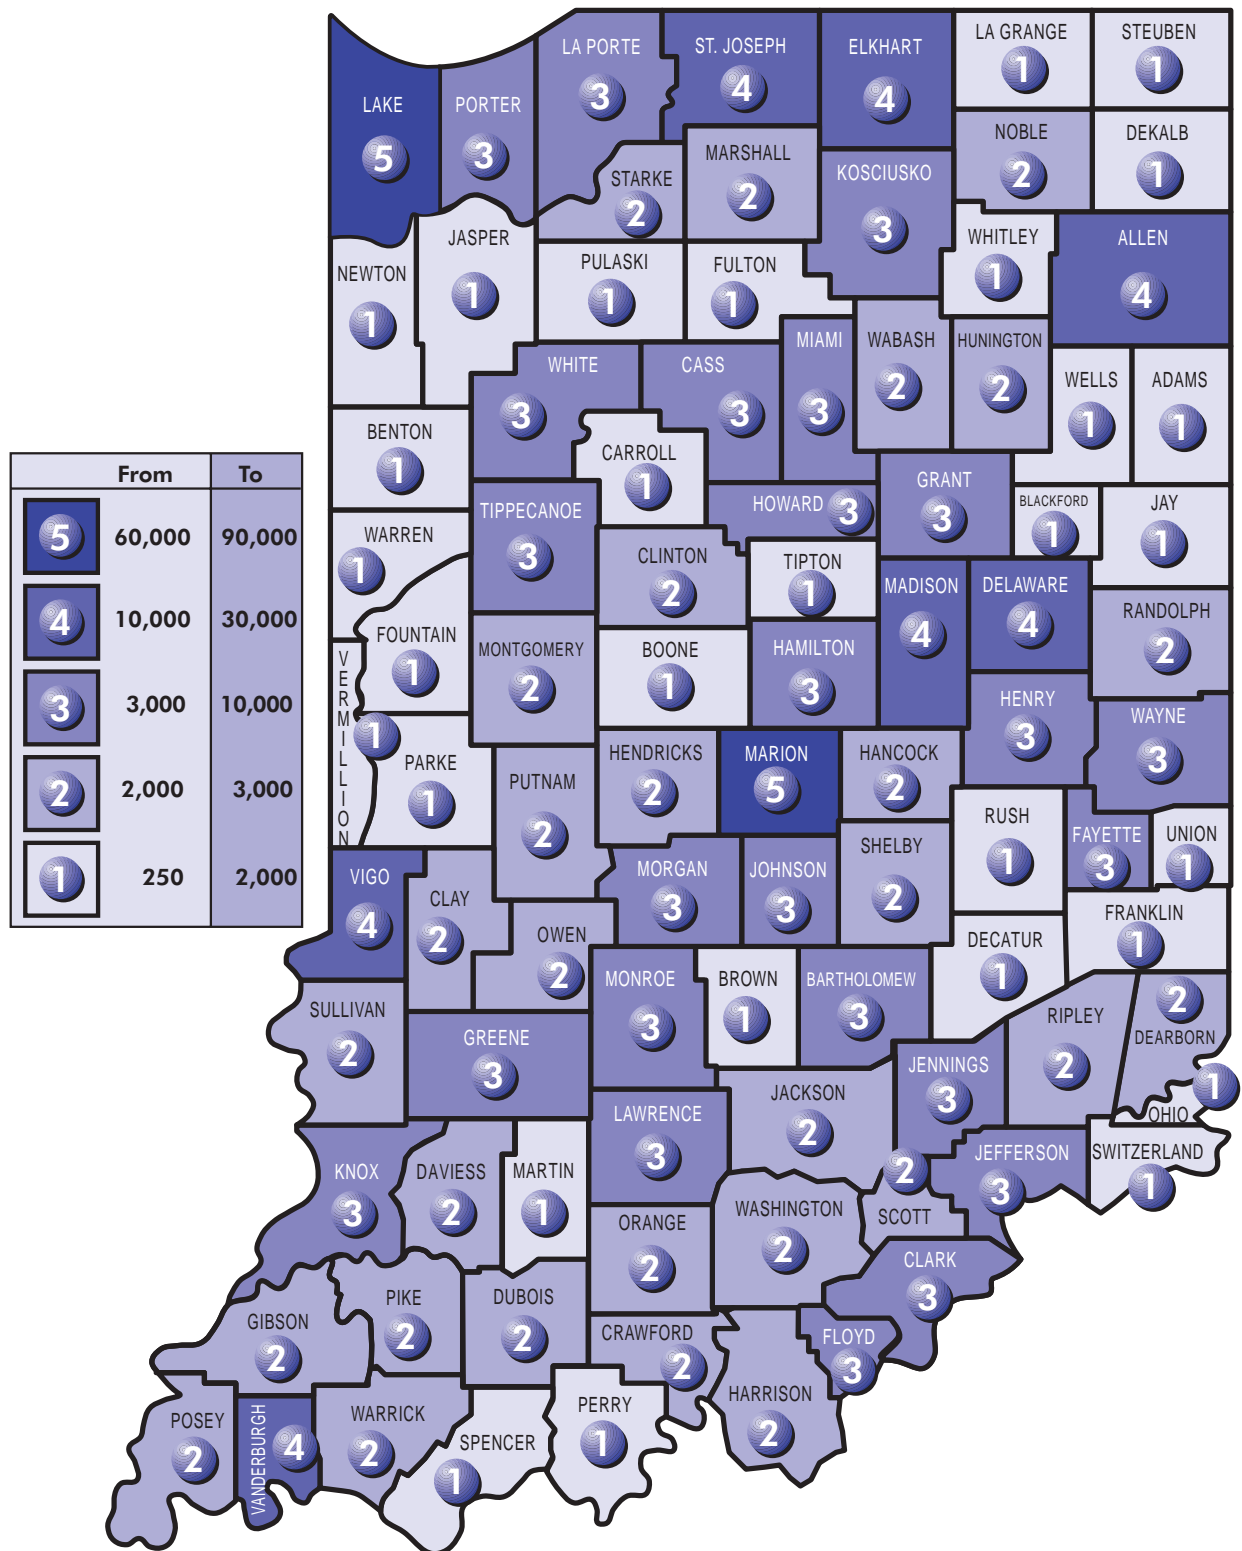 LA PORTE
3
ST. JOSEPH
4
ELKHART
4
LA GRANGE
1
STEUBEN
1
LAKE
5
PORTER
3
STARKE
2
MARSHALL
2
KOSCIUSKO
3
NOBLE
2
DEKALB
1
NEWTON
1
JASPER
1
PULASKI
1
FULTON
1
WHITLEY
1
ALLEN
4
WHITE
3
CASS
3
MIAMI
3
WABASH
2
HUNINGTON
2
WELLS
1
ADAMS
1
BENTON
1
CARROLL
1
From To
5 60,000 90,000
4 10,000 30,000
3 3,000 10,000
2 2,000 3,000
1 250 2,000
TIPPECANOE
3
HOWARD 3
GRANT
3
BLACKFORD
1
JAY
1
WARREN
1
CLINTON
2
TIPTON
1
MADISON
4
DELAWARE
4
RANDOLPH
2
FOUNTAIN
1
MONTGOMERY
2
BOONE
1
HAMILTON
3
HENRY
3
WAYNE
3
VERMILLION
1
PARKE
1
PUTNAM
2
HENDRICKS
2
MARION
5
HANCOCK
2
RUSH
1
FAYETTE
3
UNION
1
VIGO
4
CLAY
2
OWEN
2
MORGAN
3
JOHNSON
3
SHELBY
2
DECATUR
1
FRANKLIN
1
SULLIVAN
2
GREENE
3
MONROE
3
BROWN
1
BARTHOLOMEW
3
RIPLEY
2
2
DEARBORN
JENNINGS
3
1
OHIO
LAWRENCE
3
JACKSON
2
KNOX
3
DAVIESS
2
MARTIN
1
2
SCOTT
JEFFERSON
3
SWITZERLAND
1
ORANGE
2
WASHINGTON
2
CLARK
3
GIBSON
2
PIKE
2
DUBOIS
2
CRAWFORD
2
FLOYD
3
HARRISON
2
POSEY
2
VANDERBURGH
4
WARRICK
2
SPENCER
1
PERRY
1